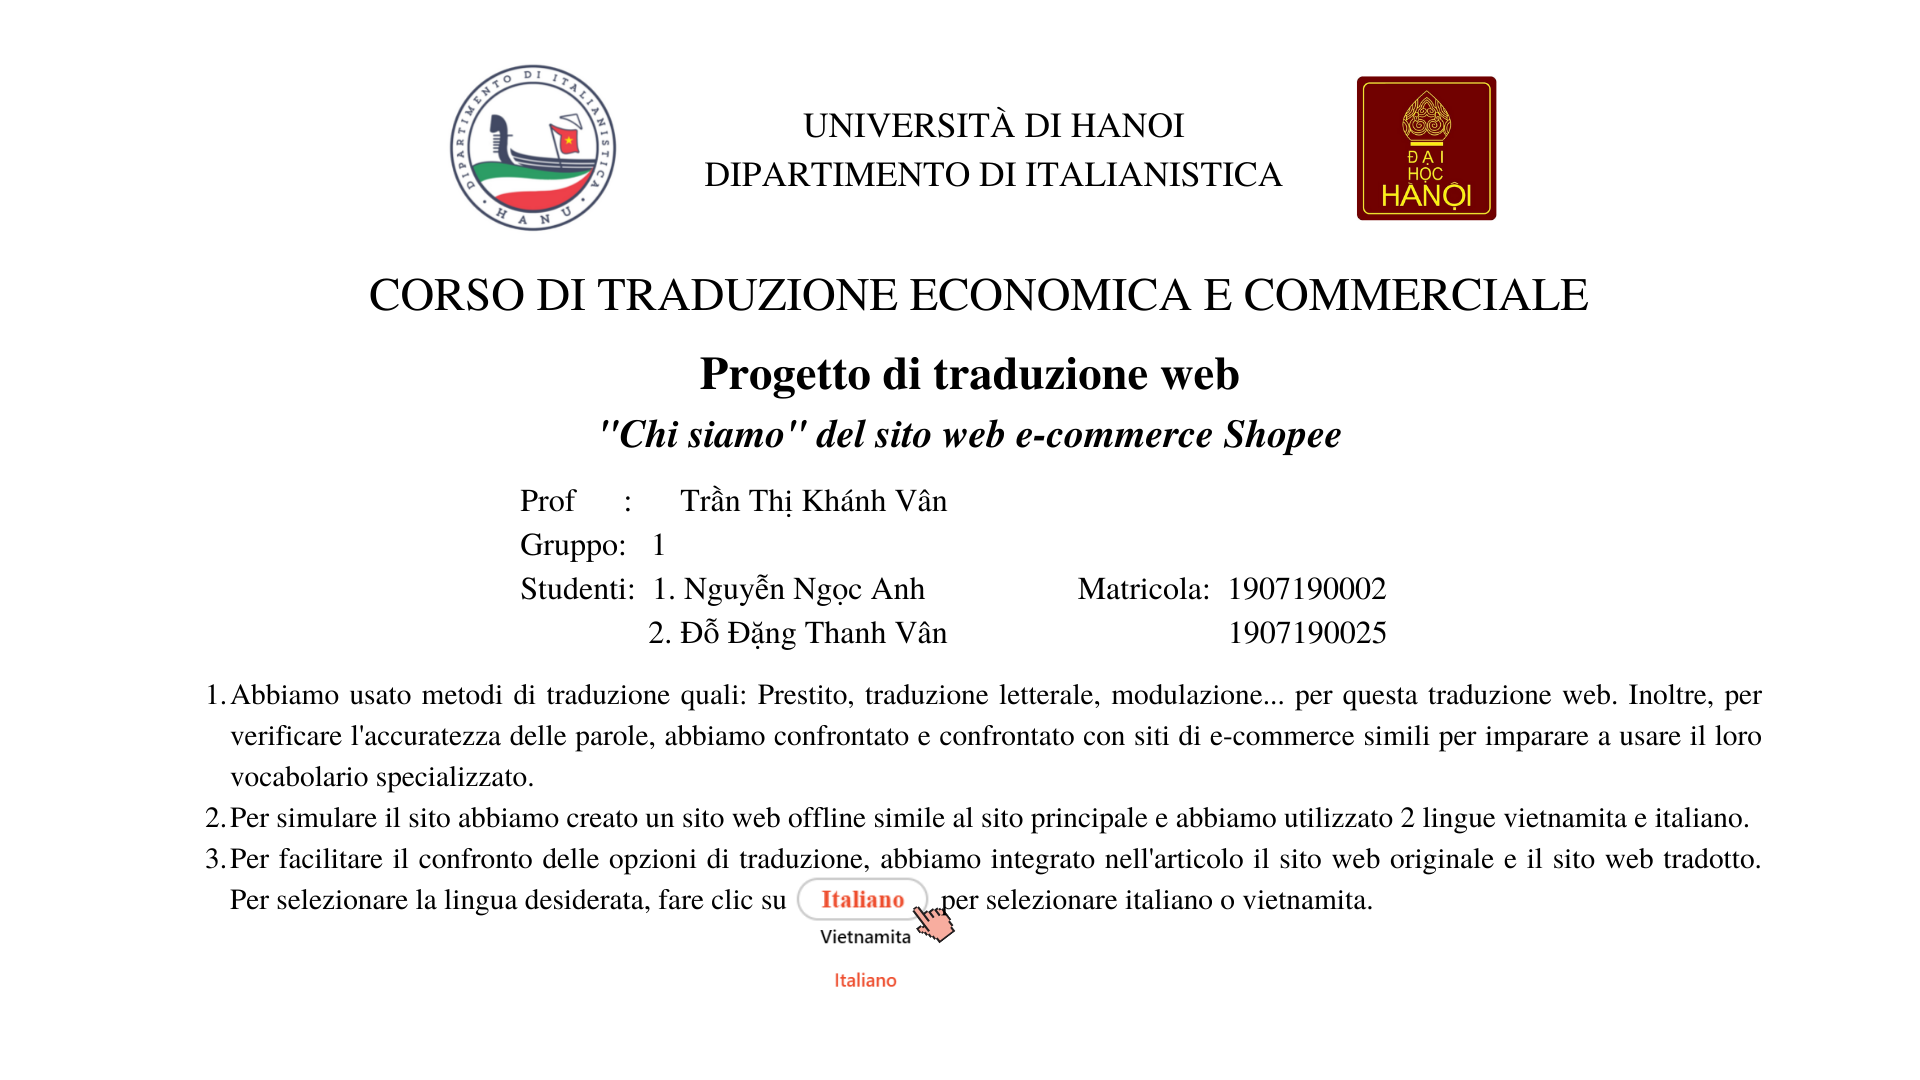 DIPARTIMENTO DI ITALIANISTICA
• HANU •
UNIVERSITÀ DI HANOI
DIPARTIMENTO DI ITALIANISTICA
ĐẠI
HỌC
HÀNỘI
CORSO DI TRADUZIONE ECONOMICA E COMMERCIALE
Progetto di traduzione web
"Chi siamo" del sito web e-commerce Shopee
Prof : Trần Thị Khánh Vân
Gruppo: 1
Studenti: 1. Nguyễn Ngọc Anh Matricola: 1907190002
2. Đỗ Đặng Thanh Vân 1907190025
1. Abbiamo usato metodi di traduzione quali: Prestito, traduzione letterale, modulazione... per questa traduzione web. Inoltre, per
verificare l'accuratezza delle parole, abbiamo confrontato e confrontato con siti di e-commerce simili per imparare a usare il loro
vocabolario specializzato.
2. Per simulare il sito abbiamo creato un sito web offline simile al sito principale e abbiamo utilizzato 2 lingue vietnamita e italiano.
3. Per facilitare il confronto delle opzioni di traduzione, abbiamo integrato nell'articolo il sito web originale e il sito web tradotto.
Per selezionare la lingua desiderata, fare clic su Italiano per selezionare italiano o vietnamita.
Vietnamita
Italiano